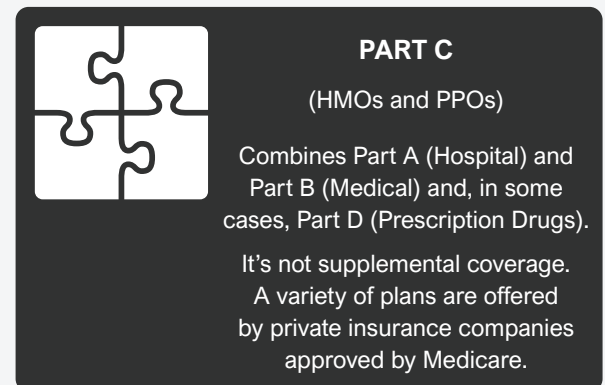 PART C
(HMOs and PPOs)
Combines Part A (Hospital) and
Part B (Medical) and, in some
cases, Part D (Prescription Drugs).
It’s not supplemental coverage.
A variety of plans are offered
by private insurance companies
approved by Medicare.